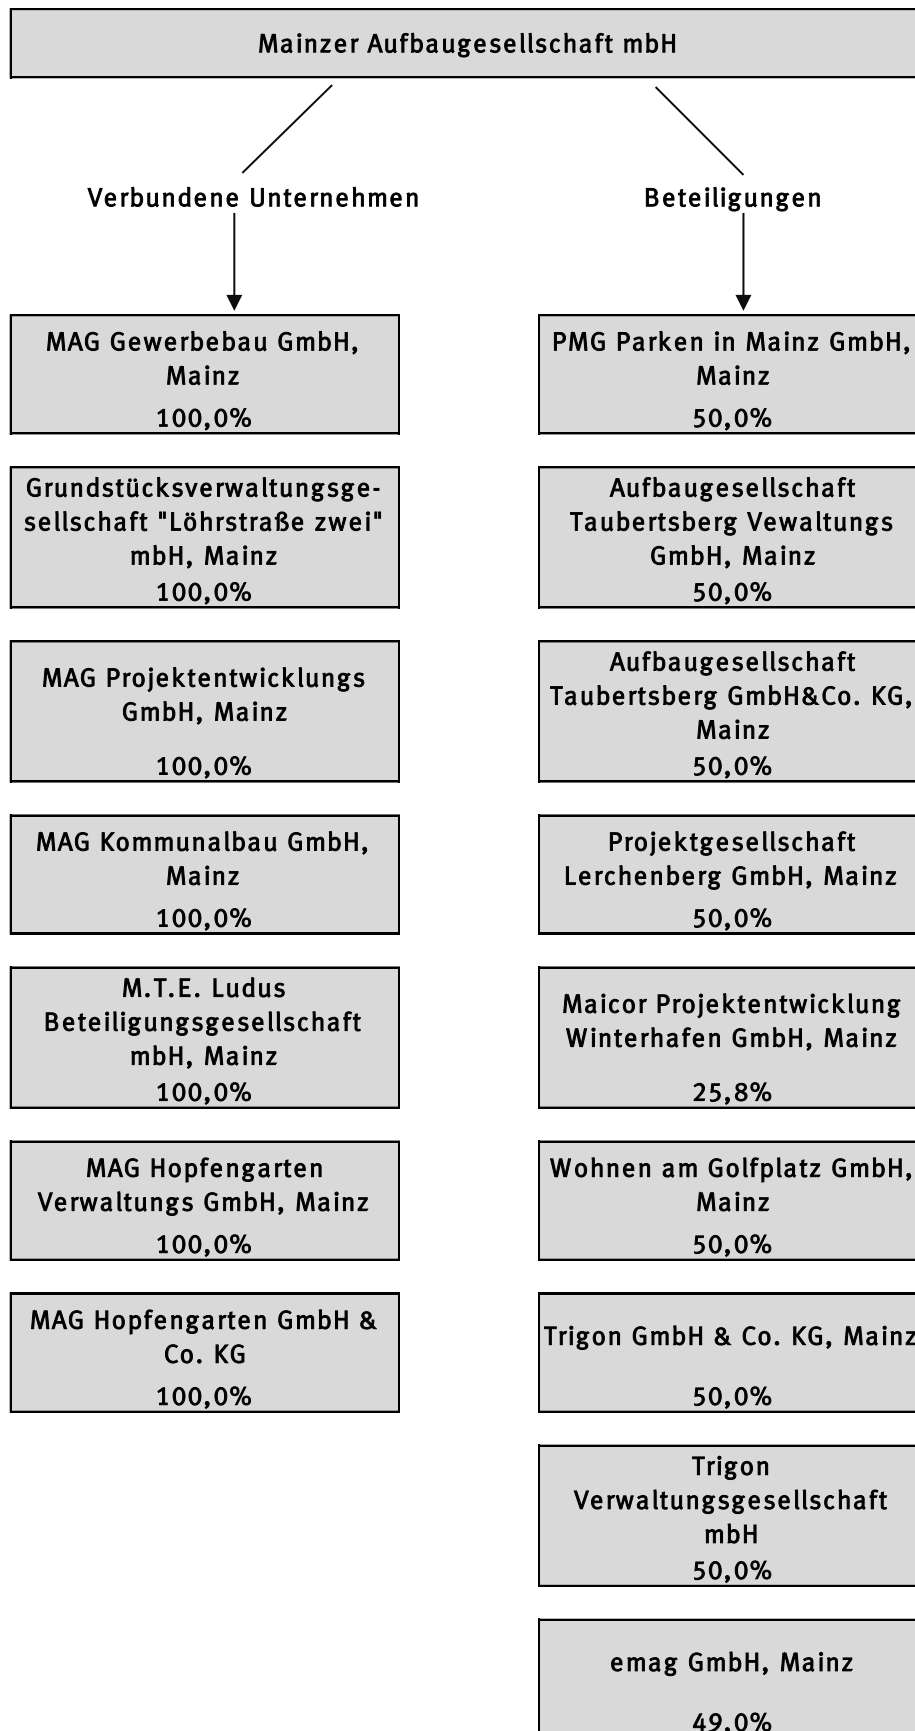 Mainzer Aufbaugesellschaft mbH
Verbundene Unternehmen
MAG Gewerbebau GmbH,
Mainz
100,0%
Grundstücksverwaltungsge-
sellschaft "Löhrstraße zwei"
mbH, Mainz
100,0%
MAG Projektentwicklungs
GmbH, Mainz
100,0%
MAG Kommunalbau GmbH,
Mainz
100,0%
M.T.E. Ludus
Beteiligungsgesellschaft
mbH, Mainz
100,0%
MAG Hopfengarten
Verwaltungs GmbH, Mainz
100,0%
MAG Hopfengarten GmbH &
Co. KG
100,0%
Beteiligungen
PMG Parken in Mainz GmbH,
Mainz
50,0%
Aufbaugesellschaft
Taubertsberg Vewaltungs
GmbH, Mainz
50,0%
Aufbaugesellschaft
Taubertsberg GmbH&Co. KG,
Mainz
50,0%
Projektgesellschaft
Lerchenberg GmbH, Mainz
50,0%
Maicor Projektentwicklung
Winterhafen GmbH, Mainz
25,8%
Wohnen am Golfplatz GmbH,
Mainz
50,0%
Trigon GmbH & Co. KG, Mainz
50,0%
Trigon
Verwaltungsgesellschaft
mbH
50,0%
emag GmbH, Mainz
49,0%